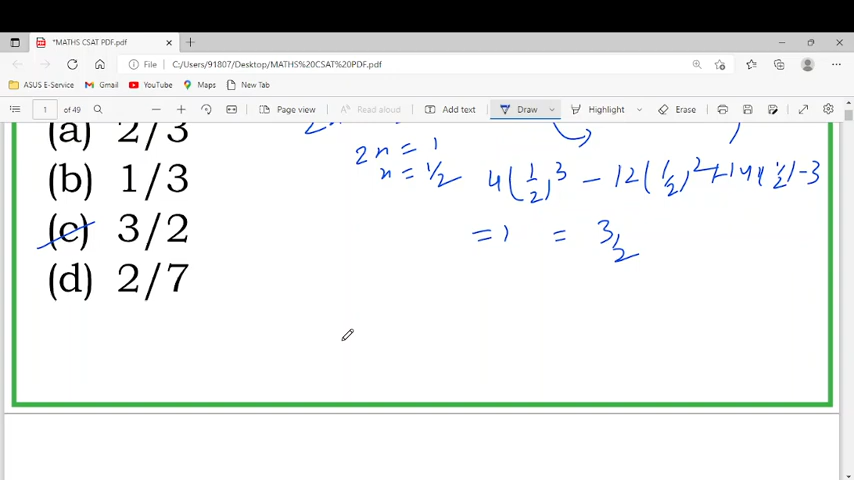 *MATHS CSAT PDF.pdf
File C:/Users/91807/Desktop/MATHS%20CSAT%20PDF.pdf
ASUS E-Service Gmail YouTube Maps New Tab
1 of 49 Page view Read aloud Add text Draw Highlight Erase
(a) 2/3
2x = 1
(b) 1/3
x = 1/2
4(1/2)^3 - 12(1/2)^2 + 14(1/2) - 3
(c) 3/2
= 1 = 3/2
(d) 2/7